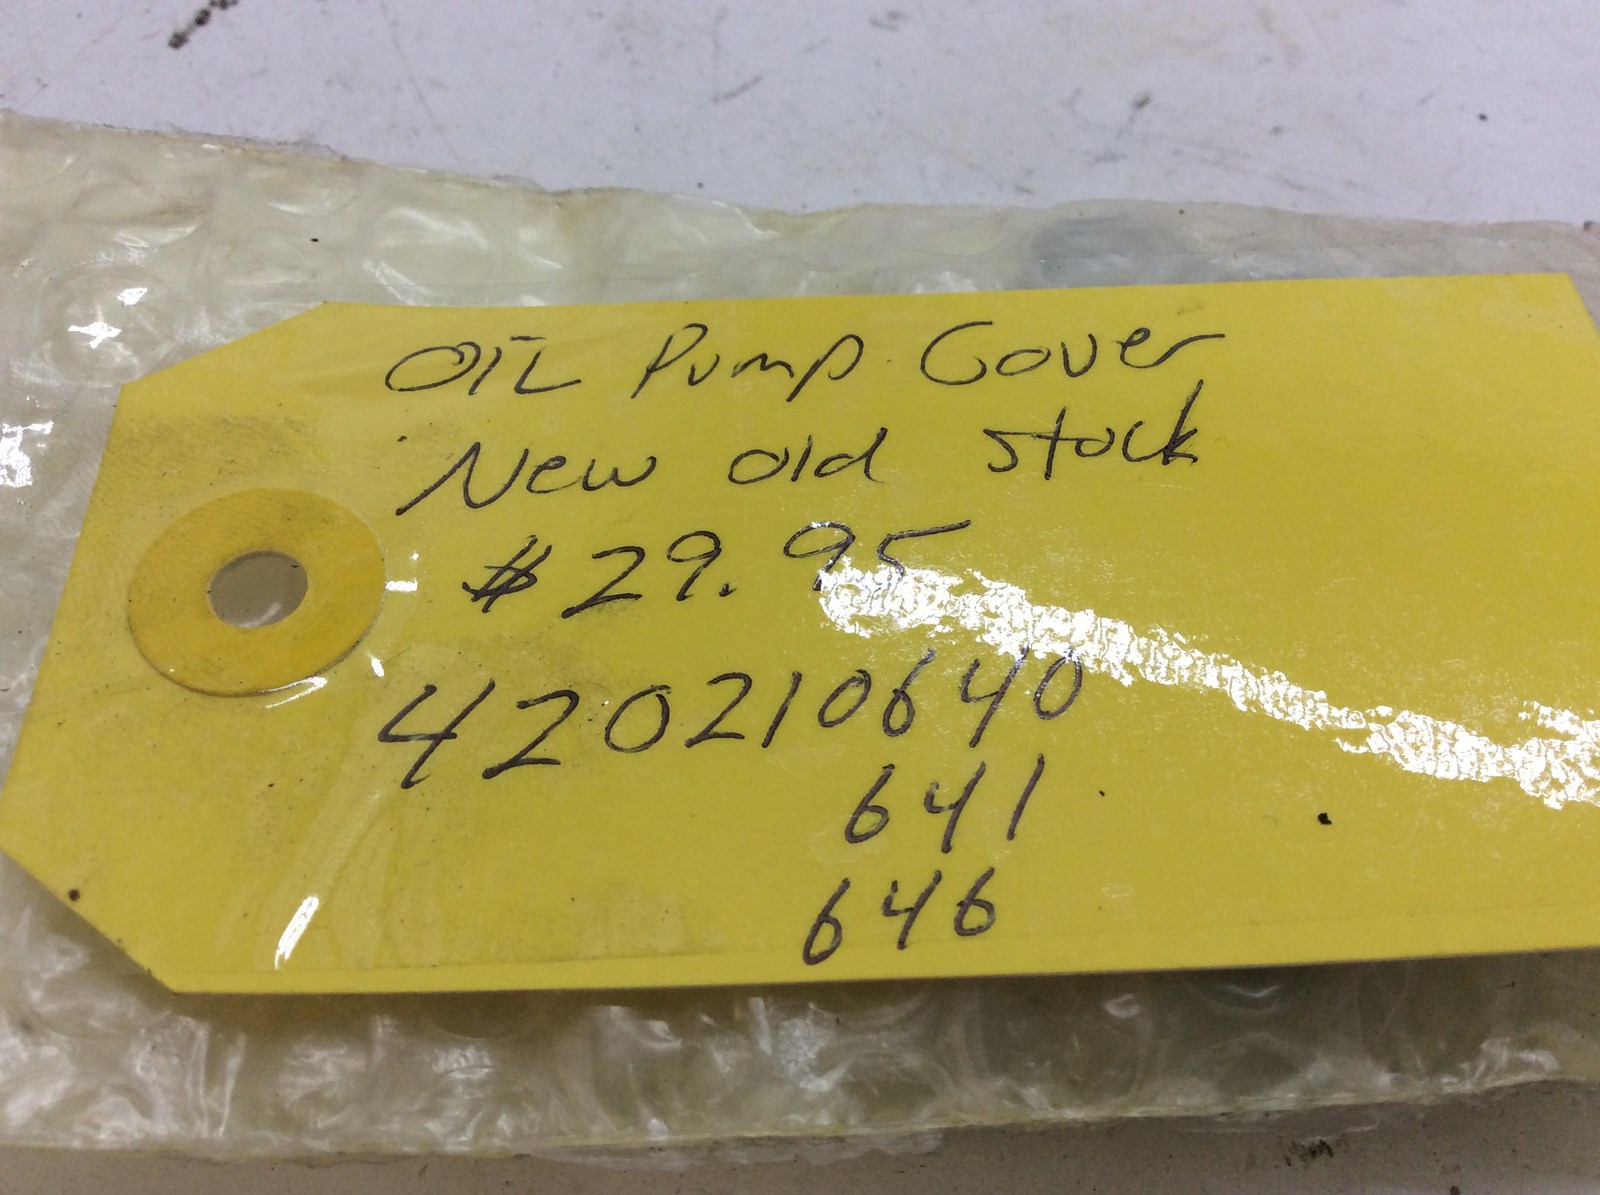 OIL Pump Cover
New old stock
$29.95
420210640
641
646